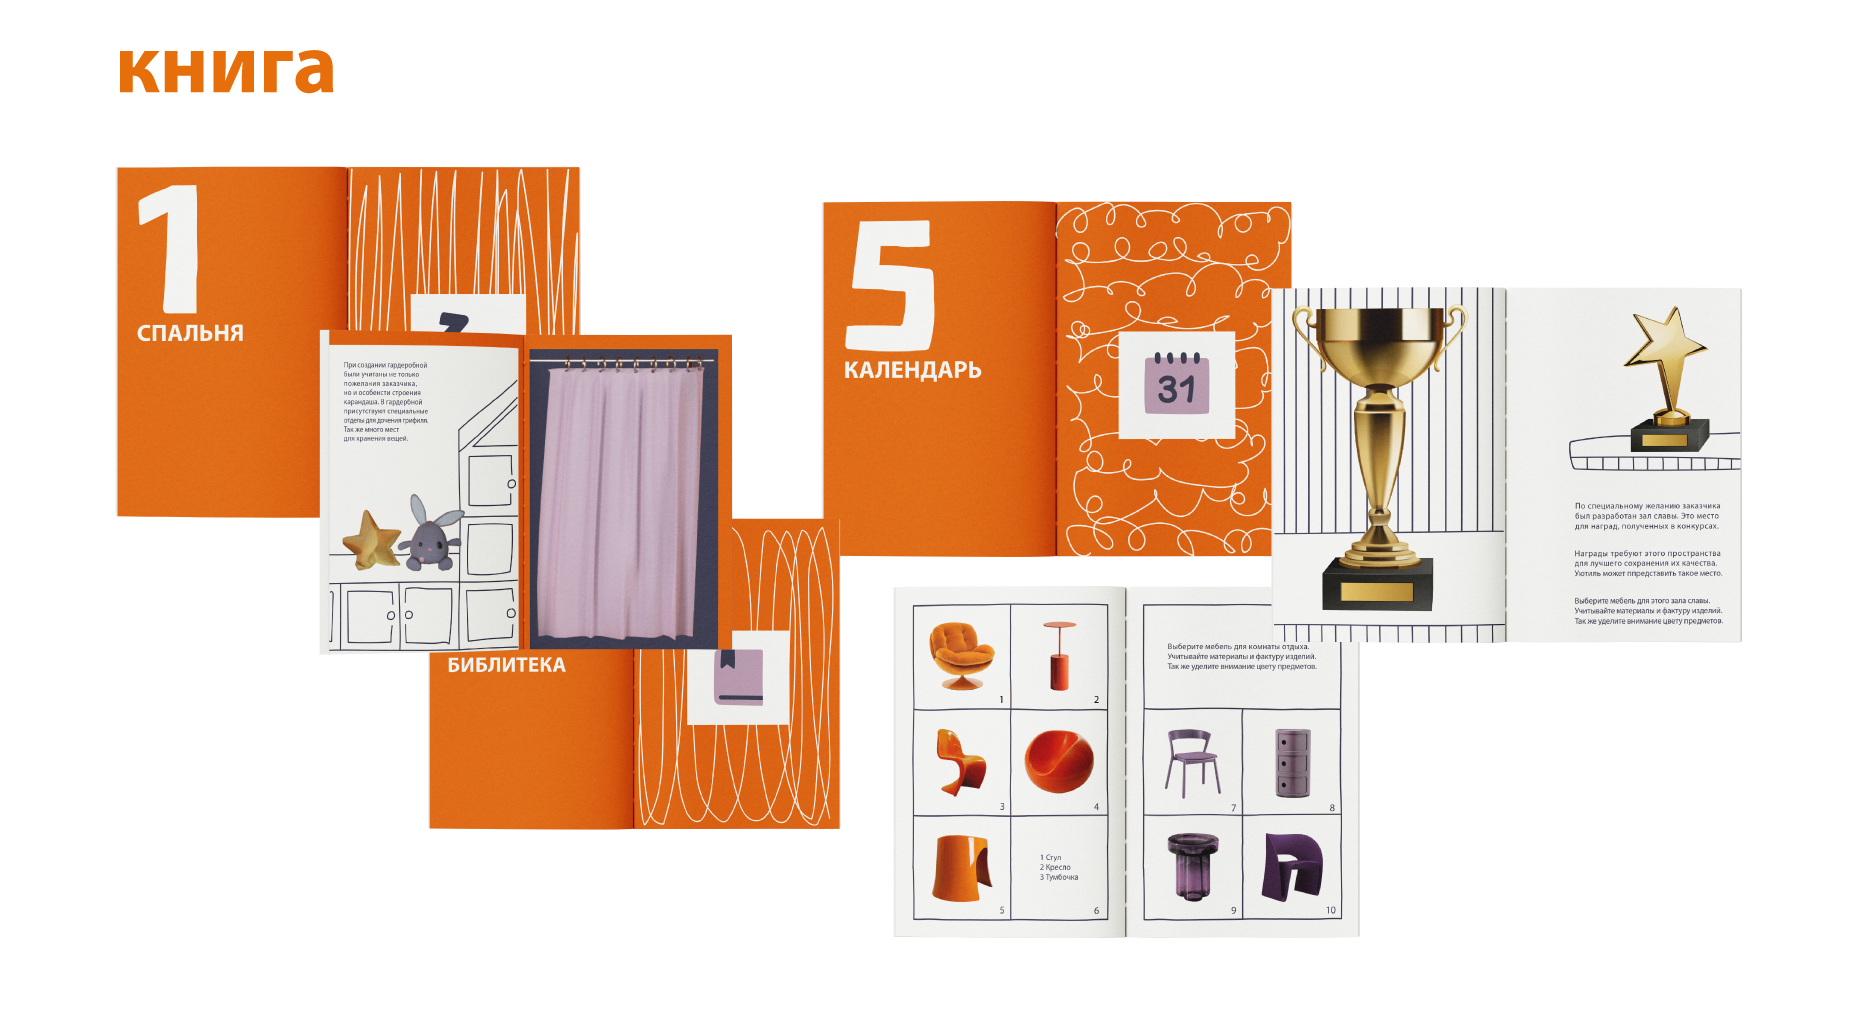 книга
1
СПАЛЬНЯ
При создании гардеробной
были учитаны не только
пожелания заказчика,
но и особенсти строения
карандаша. В гардербной
присутствуют специальные
отделы для дочения грифиля.
Так же много мест
для хранения вещей.
БИБЛИТЕКА
5
КАЛЕНДАРЬ
31
По специальному желанию заказчика
был разработан зал славы. Это место
для наград, полученных в конкурсах.
Награды требуют этого пространства
для лучшего сохранения их качества.
Уютиль может ппредставить такое место.
Выберите мебель для этого зала славы.
Учитывайте материалы и фактуру изделий.
Так же уделите внимание цвету предметов.
1
2
3
4
5
1 Стул
2 Кресло
3 Тумбочка
6
Выберите мебель для комнаты отдыха.
Учитывайте материалы и фактуру изделий.
Так же уделите внимание цвету предметов.
7
8
9
10